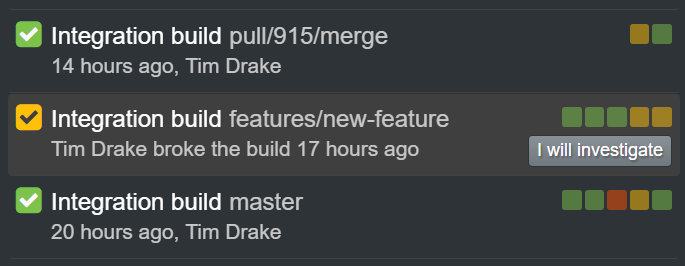 Integration build pull/915/merge
14 hours ago, Tim Drake
Integration build features/new-feature
Tim Drake broke the build 17 hours ago
I will investigate
Integration build master
20 hours ago, Tim Drake